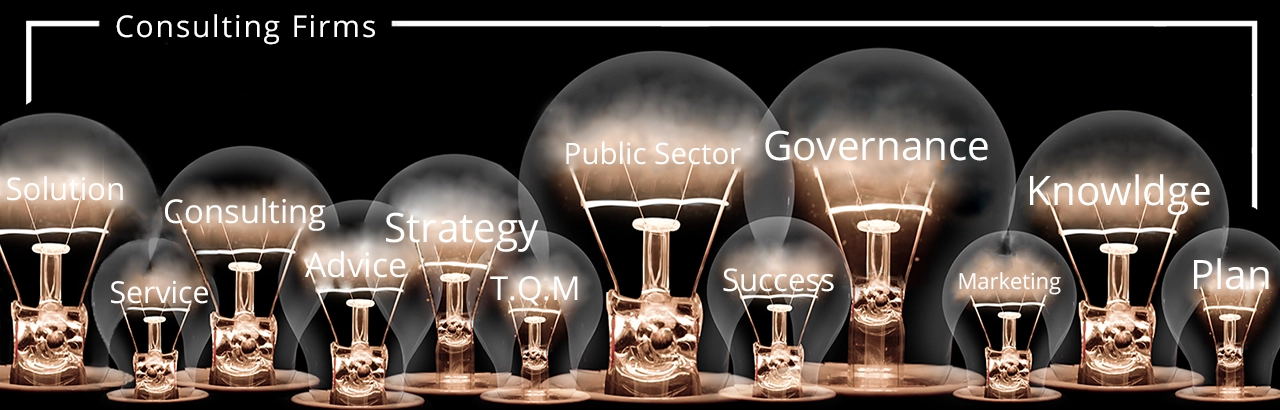 Consulting Firms
Solution
Service
Consulting
Advice
Strategy
T.Q.M
Public Sector
Success
Governance
Marketing
Knowldge
Plan